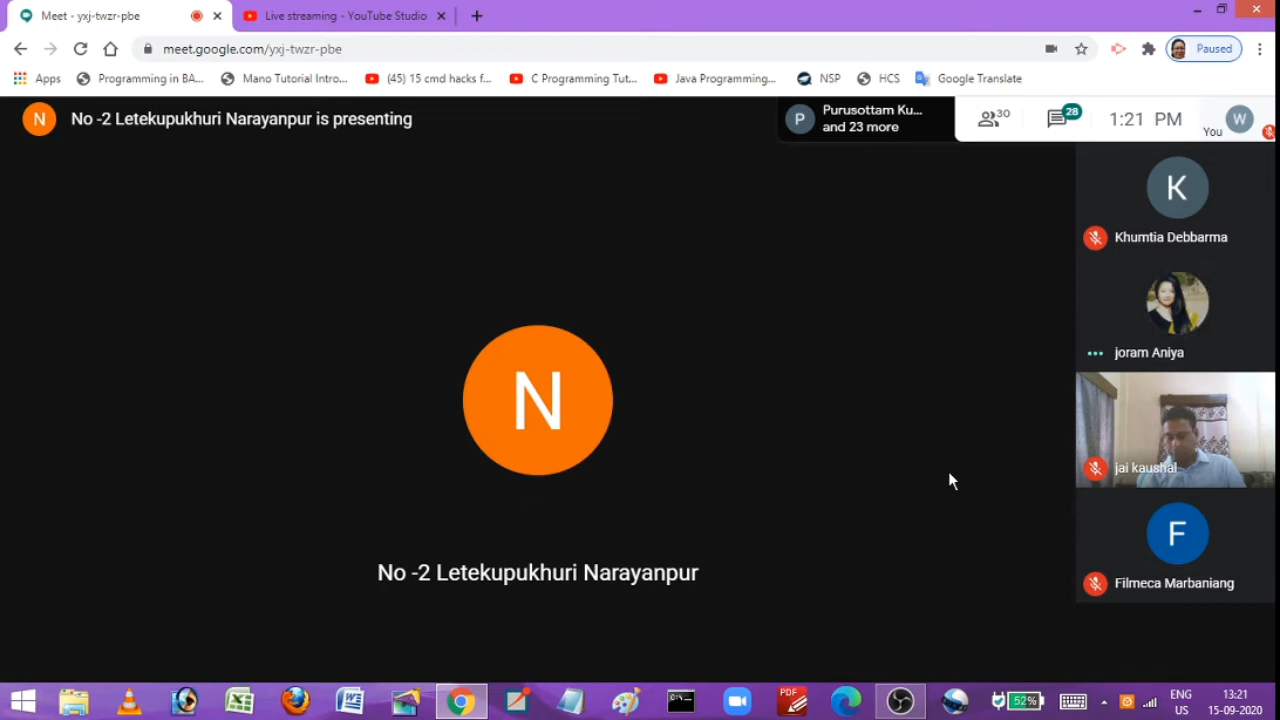 Meet - yxj-twzr-pbe
Live streaming - YouTube Studio
meet.google.com/yxj-twzr-pbe
Paused
Apps
Programming in BA...
Mano Tutorial Intro...
(45) 15 cmd hacks f...
C Programming Tut...
Java Programming...
NSP
HCS
Google Translate
N
No -2 Letekupukhuri Narayanpur is presenting
P
Purusottam Ku...
and 23 more
30
28
1:21 PM
You
W
K
Khumtia Debbarma
joram Aniya
jai kaushal
F
Filmeca Marbaniang
N
No -2 Letekupukhuri Narayanpur
PDF
52%
ENG
US
13:21
15-09-2020